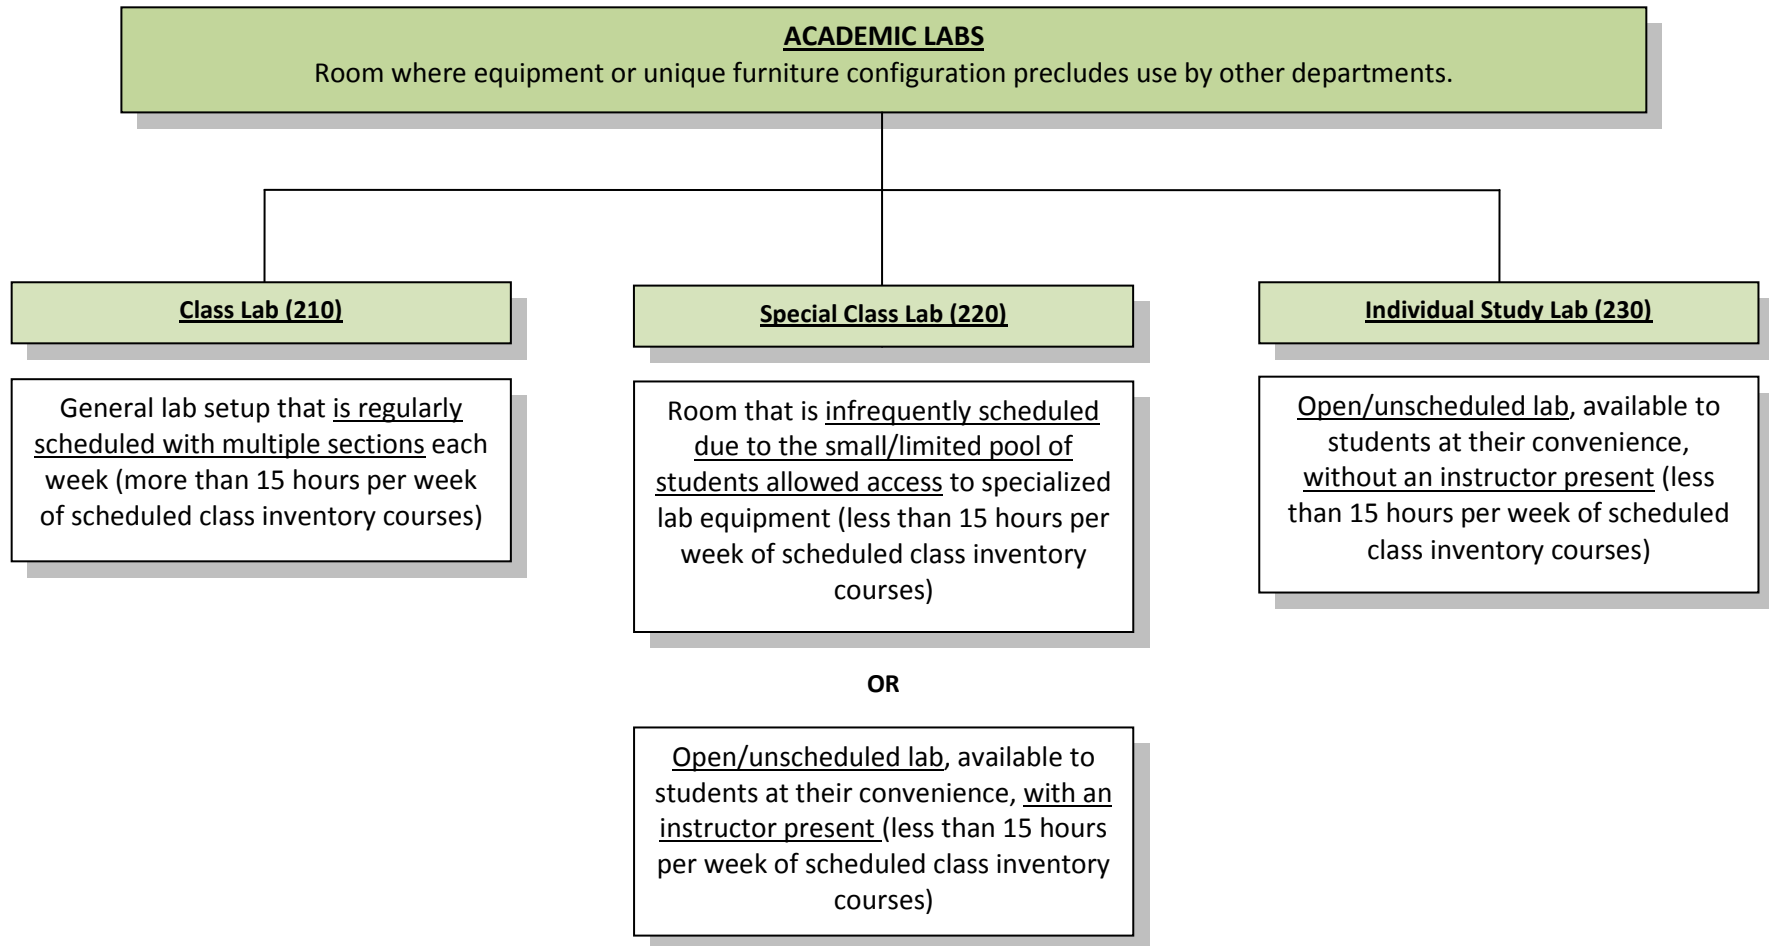 ACADEMIC LABS
Room where equipment or unique furniture configuration precludes use by other departments.
Class Lab (210)
General lab setup that is regularly
scheduled with multiple sections each
week (more than 15 hours per week
of scheduled class inventory courses)
Special Class Lab (220)
Room that is infrequently scheduled
due to the small/limited pool of
students allowed access to specialized
lab equipment (less than 15 hours per
week of scheduled class inventory
courses)
OR
Open/unscheduled lab, available to
students at their convenience, with an
instructor present (less than 15 hours
per week of scheduled class inventory
courses)
Individual Study Lab (230)
Open/unscheduled lab, available to
students at their convenience,
without an instructor present (less
than 15 hours per week of scheduled
class inventory courses)